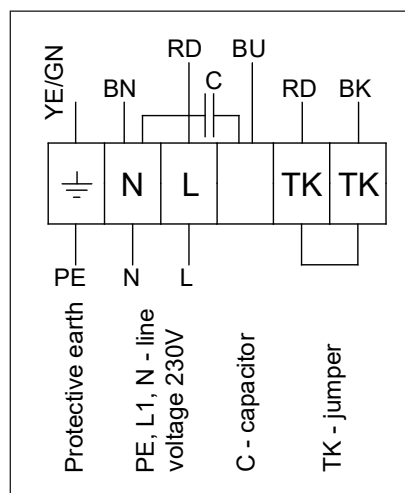 RD BU
YE/GN BN C RD BK
N L TK TK
PE N L
Protective earth
PE, L1, N - line
voltage 230V
C - capacitor
TK - jumper